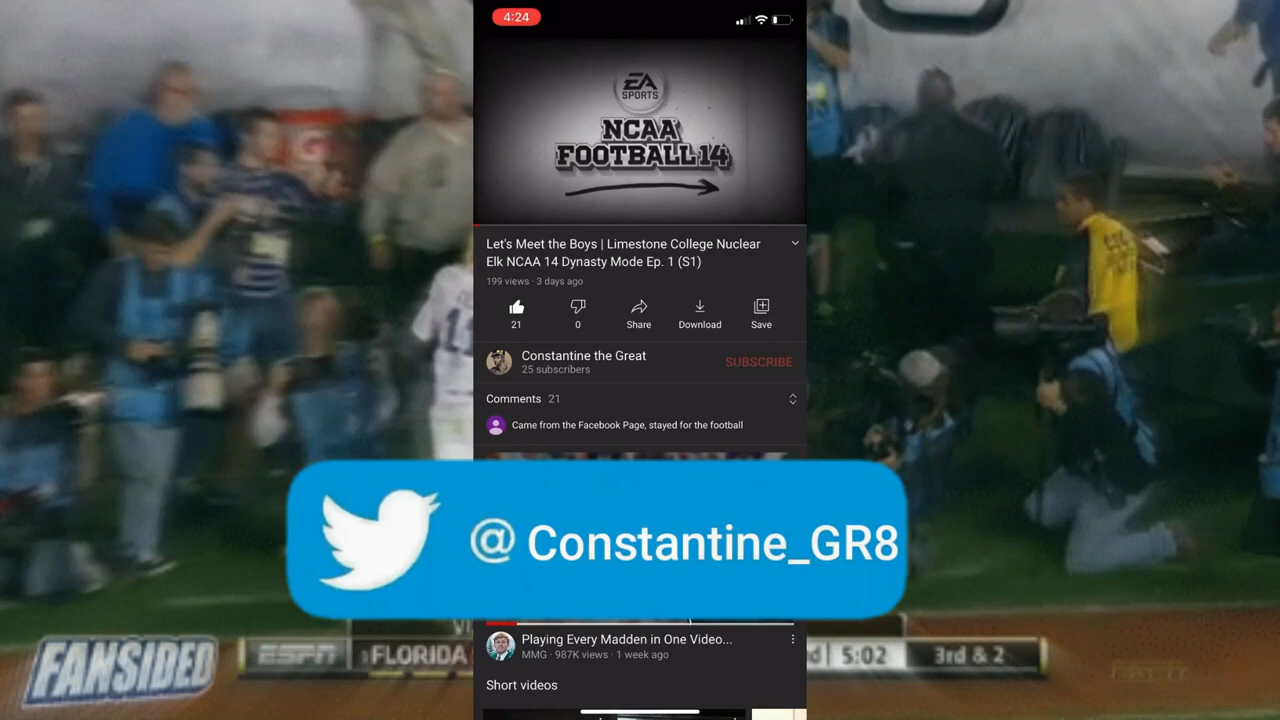 4:24
EA
SPORTS
NCAA
FOOTBALL 14
Let's Meet the Boys | Limestone College Nuclear
Elk NCAA 14 Dynasty Mode Ep. 1 (S1)
199 views · 3 days ago
21
0
Share
Download
Save
Constantine the Great
25 subscribers
SUBSCRIBE
Comments 21
Came from the Facebook Page, stayed for the football
@Constantine_GR8
FANSIDED
ESPN
FLORIDA
5:02
3rd & 2
Playing Every Madden in One Video...
MMG · 987K views · 1 week ago
Short videos